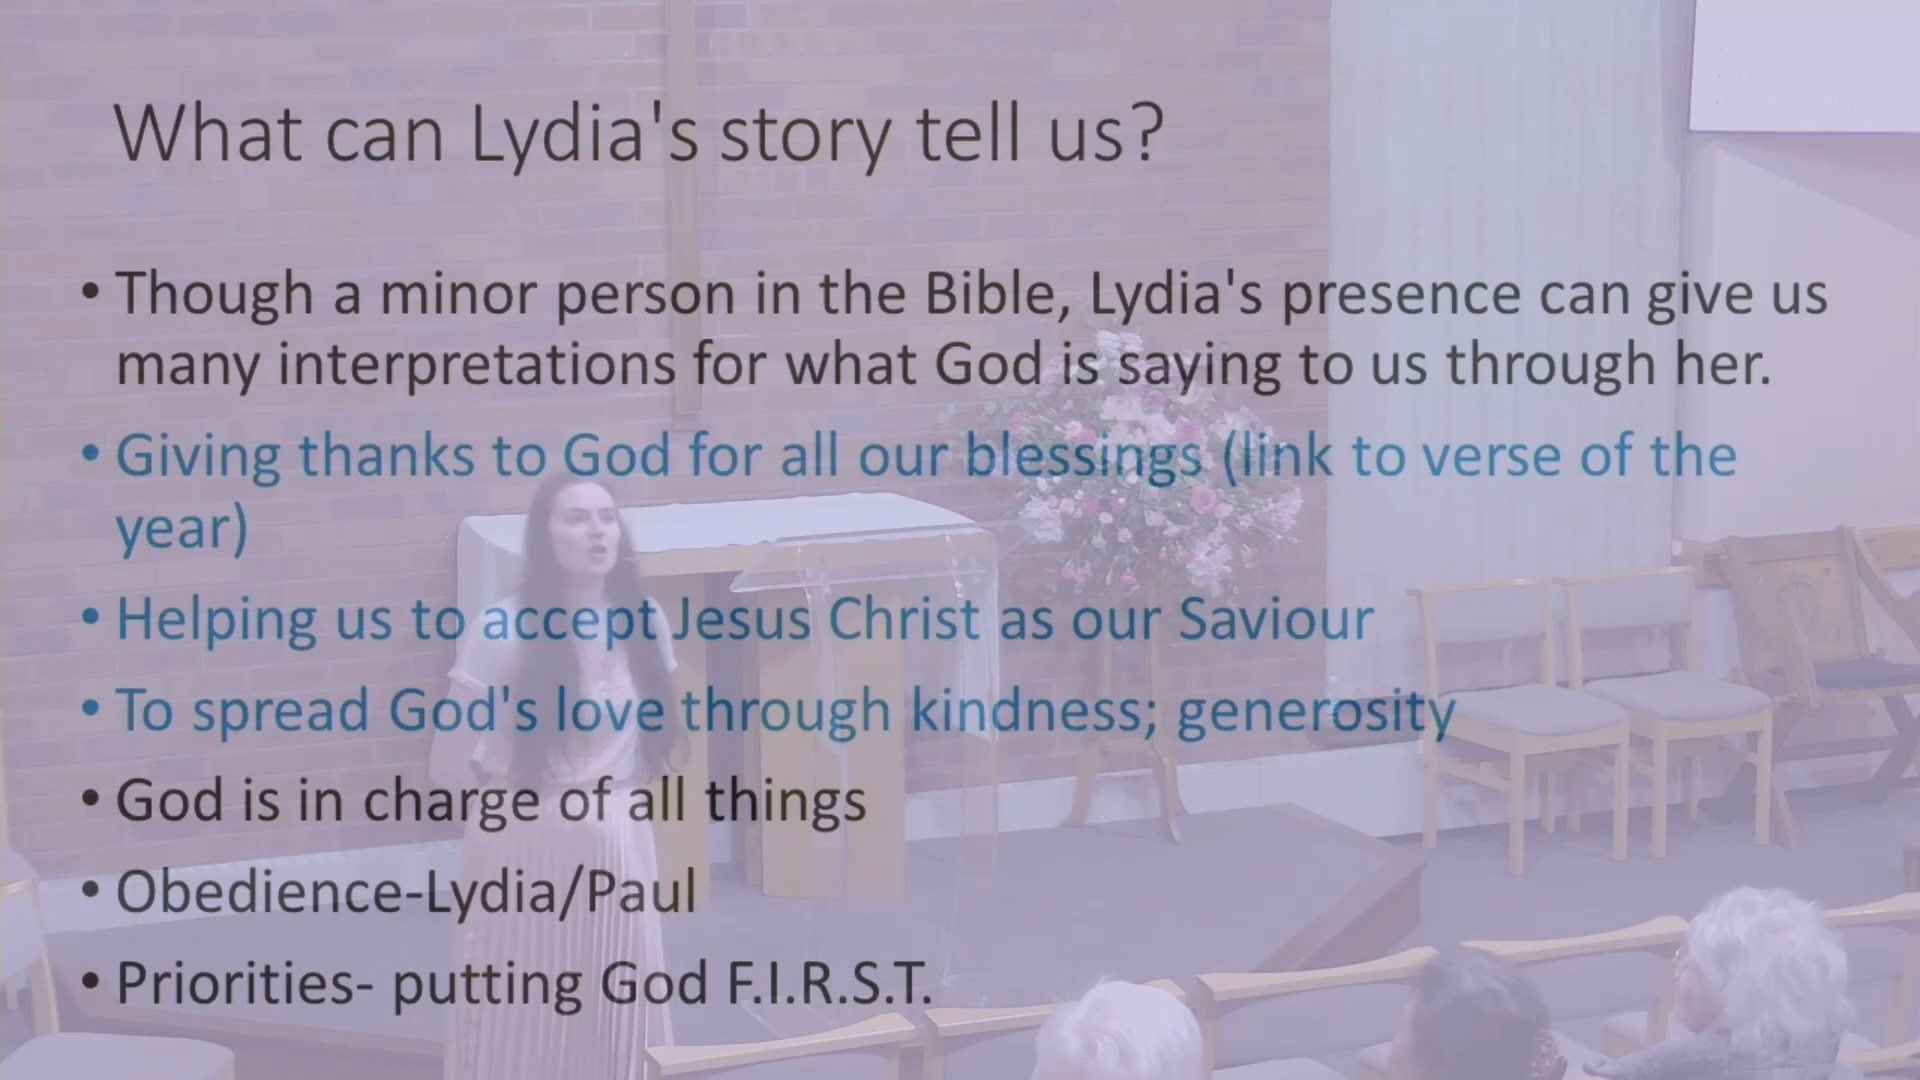 What can Lydia's story tell us?
• Though a minor person in the Bible, Lydia's presence can give us
many interpretations for what God is saying to us through her.
• Giving thanks to God for all our blessings (link to verse of the
year)
• Helping us to accept Jesus Christ as our Saviour
• To spread God's love through kindness; generosity
• God is in charge of all things
• Obedience-Lydia/Paul
• Priorities- putting God F.I.R.S.T.